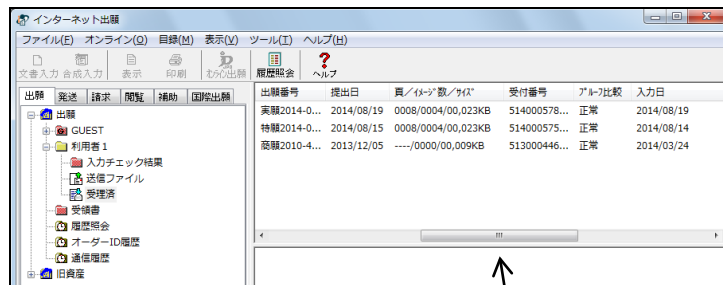 インターネット出願
ファイル(F) オンライン(O) 目録(M) 表示(V) ツール(T) ヘルプ(H)
文書入力 合成入力 表示 印刷 わらじ出願 履歴照会 ヘルプ
出願 発送 請求 閲覧 補助 国際出願
出願
GUEST
利用者1
入力チェック結果
送信ファイル
受理済
受領書
履歴照会
オーダーID履歴
通信履歴
旧資産
出願番号 提出日 頁/イメージ数/サイズ 受付番号 プルーフ比較 入力日
実願2014-0... 2014/08/19 0008/0004/00,023KB 514000578... 正常 2014/08/19
特願2014-0... 2014/08/15 0008/0004/00,023KB 514000575... 正常 2014/08/14
商願2010-4... 2013/12/05 ----/0000/00,009KB 513000446... 正常 2014/03/24